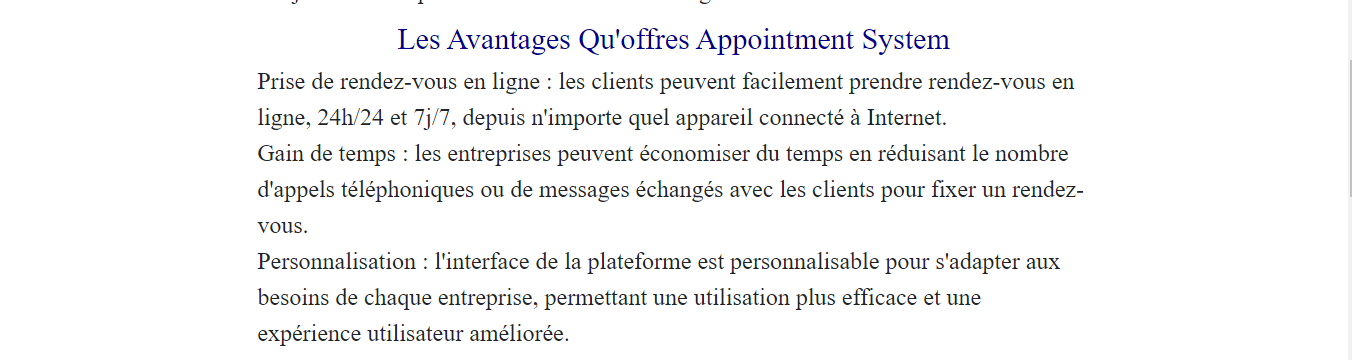 Les Avantages Qu'offres Appointment System
Prise de rendez-vous en ligne : les clients peuvent facilement prendre rendez-vous en
ligne, 24h/24 et 7j/7, depuis n'importe quel appareil connecté à Internet.
Gain de temps : les entreprises peuvent économiser du temps en réduisant le nombre
d'appels téléphoniques ou de messages échangés avec les clients pour fixer un rendez-
vous.
Personnalisation : l'interface de la plateforme est personnalisable pour s'adapter aux
besoins de chaque entreprise, permettant une utilisation plus efficace et une
expérience utilisateur améliorée.